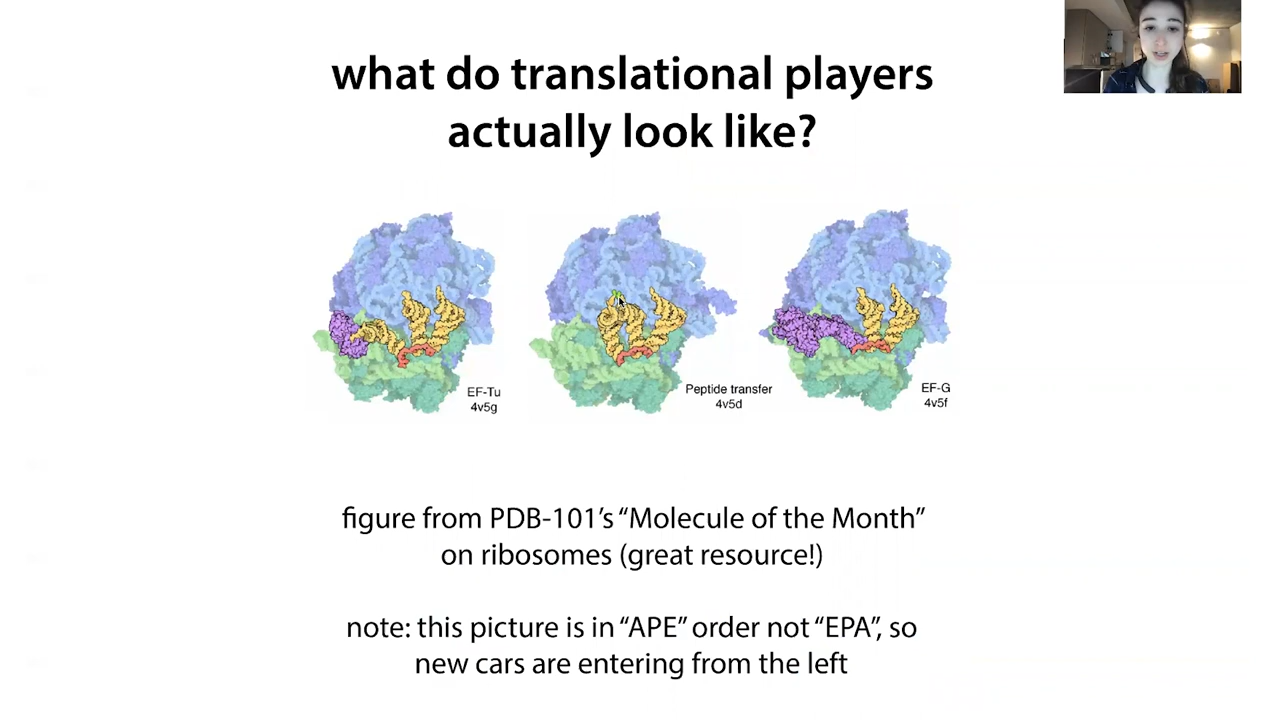 what do translational players
actually look like?
EF-Tu
4v5g
Peptide transfer
4v5d
EF-G
4v5f
figure from PDB-101’s “Molecule of the Month”
on ribosomes (great resource!)
note: this picture is in “APE” order not “EPA”, so
new cars are entering from the left